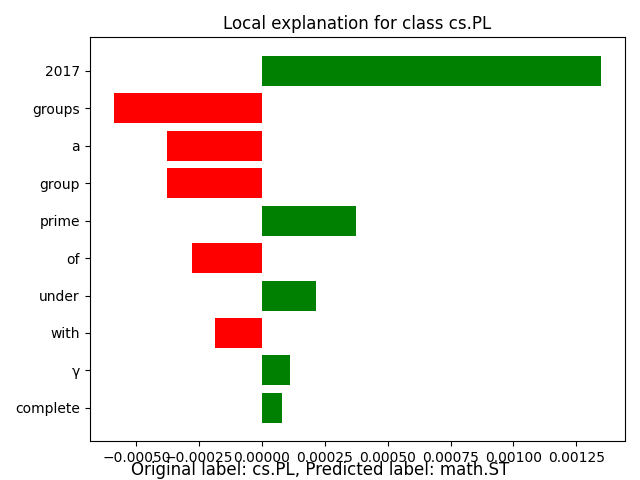 Local explanation for class cs.PL
2017
groups
a
group
prime
of
under
with
γ
complete
−0.00050 −0.00025 0.00000 0.00025 0.00050 0.00075 0.00100 0.00125
Original label: cs.PL, Predicted label: math.ST